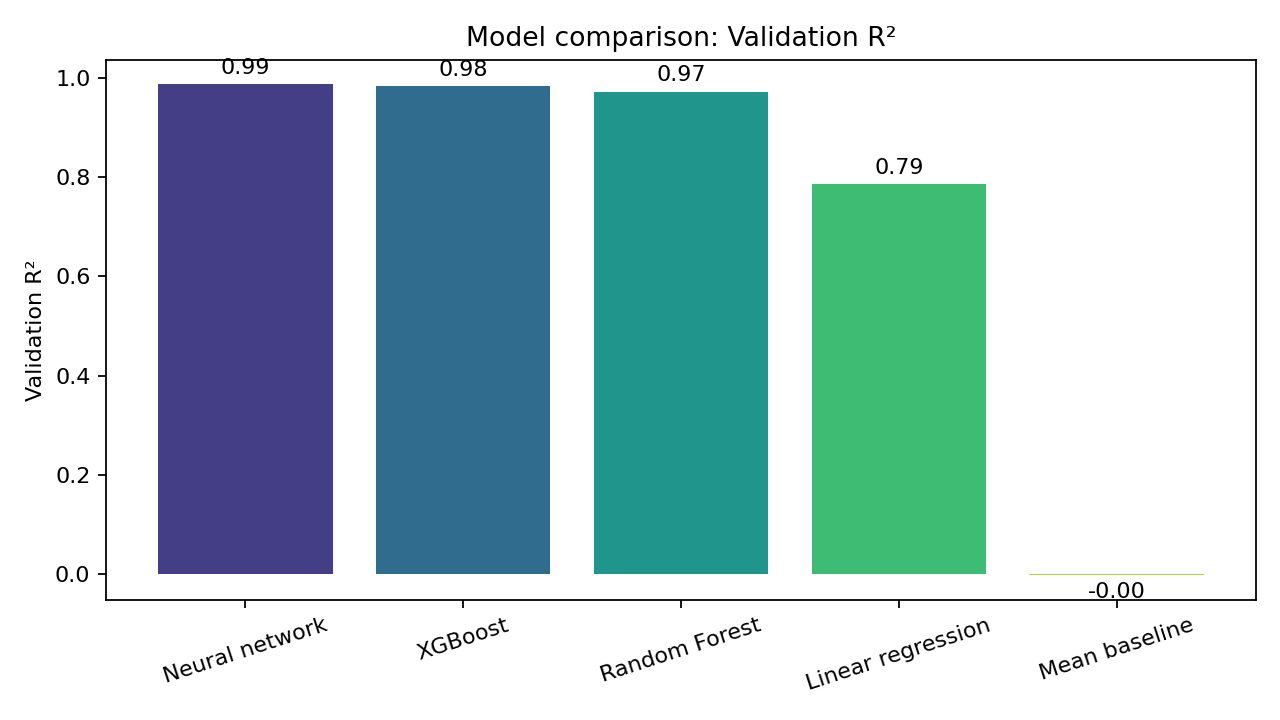 Model comparison: Validation R²
0.99
0.98
0.97
0.79
-0.00
Validation R²
1.0
0.8
0.6
0.4
0.2
0.0
Neural network
XGBoost
Random Forest
Linear regression
Mean baseline